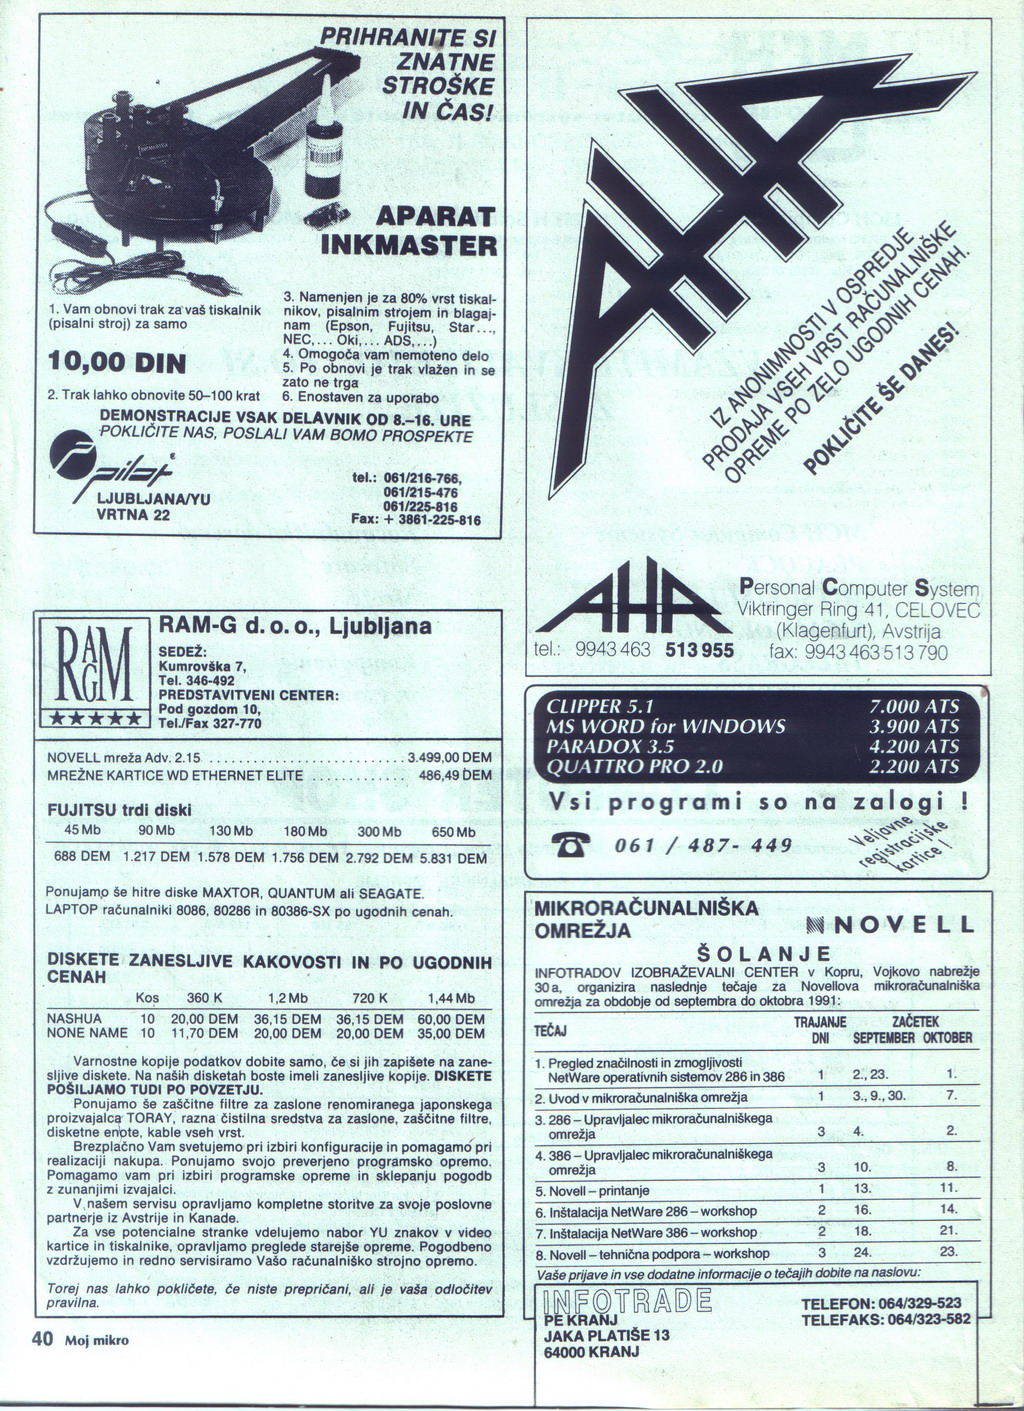 PRIHRANITE SI
ZNATNE
STROŠKE
IN ČAS!
APARAT
INKMASTER
1. Vam obnovi trak za vaš tiskalnik
(pisalni stroj) za samo
10,00 DIN
2. Trak lahko obnovite 50–100 krat
3. Namenjen je za 80% vrst tiskal-
nikov, pisalnim strojem in blagaj-
nam (Epson, Fujitsu, Star...,
NEC,... Oki,... ADS,...)
4. Omogoča vam nemoteno delo
5. Po obnovi je trak vlažen in se
zato ne trga
6. Enostaven za uporabo
DEMONSTRACIJE VSAK DELAVNIK OD 8.–16. URE
POKLIČITE NAS, POSLALI VAM BOMO PROSPEKTE
pilot
LJUBLJANA/YU
VRTNA 22
tel.: 061/216-766,
061/215-476
061/225-816
Fax: + 3861-225-816
RAM
G
★★★★★
RAM-G d. o. o., Ljubljana
SEDEŽ:
Kumrovška 7,
Tel. 346-492
PREDSTAVITVENI CENTER:
Pod gozdom 10,
Tel./Fax 327-770
NOVELL mreža Adv. 2.15 ............................ 3.499,00 DEM
MREŽNE KARTICE WD ETHERNET ELITE ........... 486,49 DEM
FUJITSU trdi diski
45 Mb 90 Mb 130 Mb 180 Mb 300 Mb 650 Mb
688 DEM 1.217 DEM 1.578 DEM 1.756 DEM 2.792 DEM 5.831 DEM
Ponujamo še hitre diske MAXTOR, QUANTUM ali SEAGATE.
LAPTOP računalniki 8086, 80286 in 80386-SX po ugodnih cenah.
DISKETE ZANESLJIVE KAKOVOSTI IN PO UGODNIH
CENAH
Kos 360 K 1,2 Mb 720 K 1,44 Mb
NASHUA 10 20,00 DEM 36,15 DEM 36,15 DEM 60,00 DEM
NONE NAME 10 11,70 DEM 20,00 DEM 20,00 DEM 35,00 DEM
Varnostne kopije podatkov dobite samo, če si jih zapišete na zane-
sljive diskete. Na naših disketah boste imeli zanesljive kopije. DISKETE
POŠILJAMO TUDI PO POVZETJU.
Ponujamo še zaščitne filtre za zaslone renomiranega japonskega
proizvajalca TORAY, razna čistilna sredstva za zaslone, zaščitne filtre,
disketne enote, kable vseh vrst.
Brezplačno Vam svetujemo pri izbiri konfiguracije in pomagamo pri
realizaciji nakupa. Ponujamo svojo preverjeno programsko opremo.
Pomagamo vam pri izbiri programske opreme in sklepanju pogodb
z zunanjimi izvajalci.
V našem servisu opravljamo kompletne storitve za svoje poslovne
partnerje iz Avstrije in Kanade.
Za vse potencialne stranke vdelujemo nabor YU znakov v video
kartice in tiskalnike, opravljamo preglede starejše opreme. Pogodbeno
vzdržujemo in redno servisiramo Vašo računalniško strojno opremo.
Torej nas lahko pokličete, če niste prepričani, ali je vaša odločitev
pravilna.
40 Moj mikro
AHA
IZ ANONIMNOSTI V OSPREDJE
PRODAJA VSEH VRST RAČUNALNIŠKE
OPREME PO ZELO UGODNIH CENAH.
POKLIČITE ŠE DANES!
AHA
Personal Computer System
Viktringer Ring 41, CELOVEC
(Klagenfurt), Avstrija
tel.: 9943 463 513 955 fax: 9943 463 513 790
CLIPPER 5.1 7.000 ATS
MS WORD for WINDOWS 3.900 ATS
PARADOX 3.5 4.200 ATS
QUATTRO PRO 2.0 2.200 ATS
Vsi programi so na zalogi !
☎ 061 / 487- 449
Veljavne
registracijske
kartice !
MIKRORAČUNALNIŠKA
OMREŽJA
NOVELL
ŠOLANJE
INFOTRADOV IZOBRAŽEVALNI CENTER v Kopru, Vojkovo nabrežje
30 a, organizira naslednje tečaje za Novellova mikroračunalniška
omrežja za obdobje od septembra do oktobra 1991:
TEČAJ TRAJANJE DNI ZAČETEK SEPTEMBER OKTOBER
1. Pregled značilnosti in zmogljivosti
NetWare operativnih sistemov 286 in 386 1 2., 23. 1.
2. Uvod v mikroračunalniška omrežja 1 3., 9., 30. 7.
3. 286 – Upravljalec mikroračunalniškega
omrežja 3 4. 2.
4. 386 – Upravljalec mikroračunalniškega
omrežja 3 10. 8.
5. Novell – printanje 1 13. 11.
6. Inštalacija NetWare 286 – workshop 2 16. 14.
7. Inštalacija NetWare 386 – workshop 2 18. 21.
8. Novell – tehnična podpora – workshop 3 24. 23.
Vaše prijave in vse dodatne informacije o tečajih dobite na naslovu:
INFOTRADE
PE KRANJ
JAKA PLATIŠE 13
64000 KRANJ
TELEFON: 064/329-523
TELEFAKS: 064/323-582